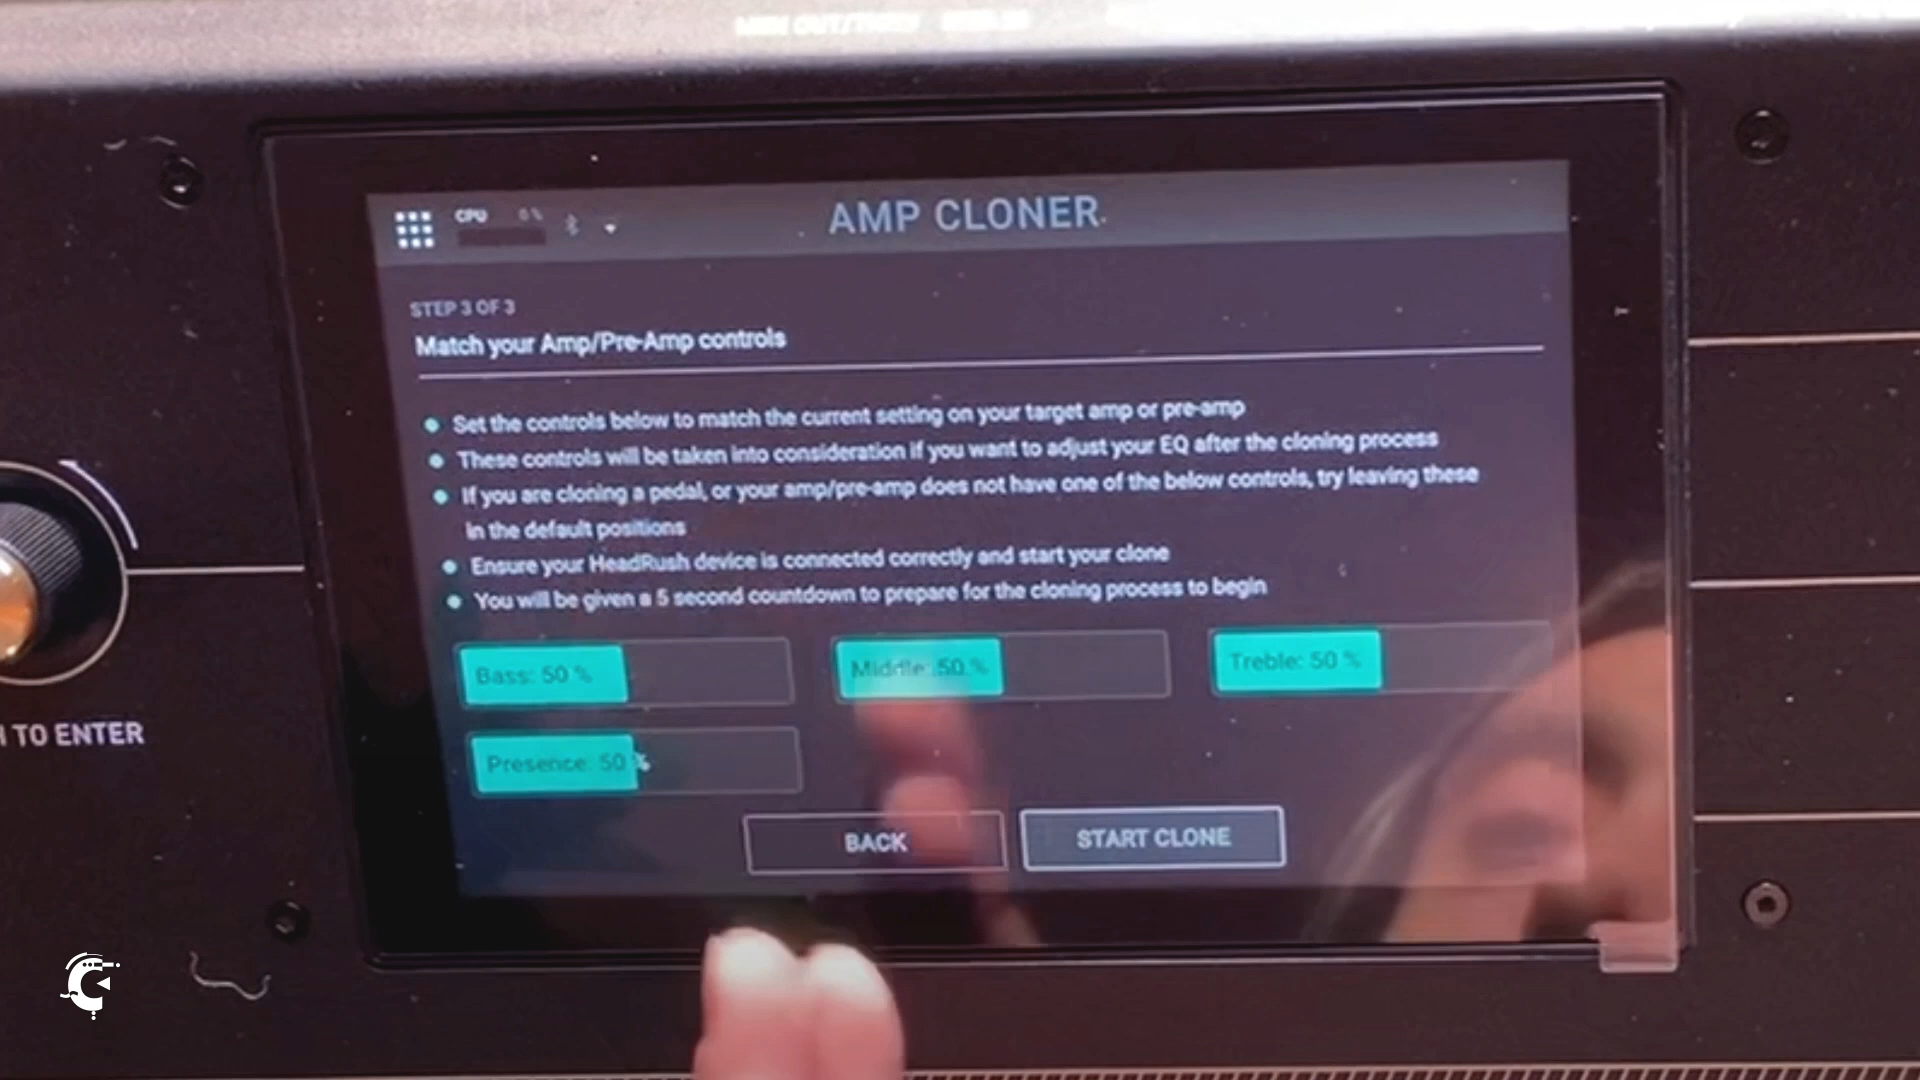 CPU 0 %
AMP CLONER
STEP 3 OF 3
Match your Amp/Pre-Amp controls
Set the controls below to match the current setting on your target amp or pre-amp
These controls will be taken into consideration if you want to adjust your EQ after the cloning process
If you are cloning a pedal, or your amp/pre-amp does not have one of the below controls, try leaving these
in the default positions
Ensure your HeadRush device is connected correctly and start your clone
You will be given a 5 second countdown to prepare for the cloning process to begin
Bass: 50 %
Middle: 50 %
Treble: 50 %
TO ENTER
Presence: 50 %
BACK
START CLONE